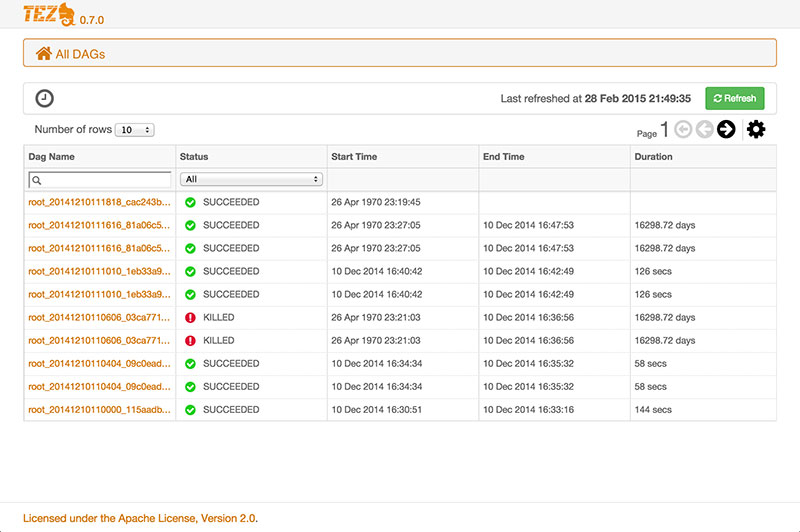 TEZ 0.7.0
All DAGs
Last refreshed at 28 Feb 2015 21:49:35 Refresh
Number of rows 10 Page 1
Dag Name Status Start Time End Time Duration
All
root_20141210111818_cac243b... SUCCEEDED 26 Apr 1970 23:19:45
root_20141210111616_81a06c5... SUCCEEDED 26 Apr 1970 23:27:05 10 Dec 2014 16:47:53 16298.72 days
root_20141210111616_81a06c5... SUCCEEDED 26 Apr 1970 23:27:05 10 Dec 2014 16:47:53 16298.72 days
root_20141210111010_1eb33a9... SUCCEEDED 10 Dec 2014 16:40:42 10 Dec 2014 16:42:49 126 secs
root_20141210111010_1eb33a9... SUCCEEDED 10 Dec 2014 16:40:42 10 Dec 2014 16:42:49 126 secs
root_20141210110606_03ca771... KILLED 26 Apr 1970 23:21:03 10 Dec 2014 16:36:56 16298.72 days
root_20141210110606_03ca771... KILLED 26 Apr 1970 23:21:03 10 Dec 2014 16:36:56 16298.72 days
root_20141210110404_09c0ead... SUCCEEDED 10 Dec 2014 16:34:34 10 Dec 2014 16:35:32 58 secs
root_20141210110404_09c0ead... SUCCEEDED 10 Dec 2014 16:34:34 10 Dec 2014 16:35:32 58 secs
root_20141210110000_115aadb... SUCCEEDED 10 Dec 2014 16:30:51 10 Dec 2014 16:33:16 144 secs
Licensed under the Apache License, Version 2.0.